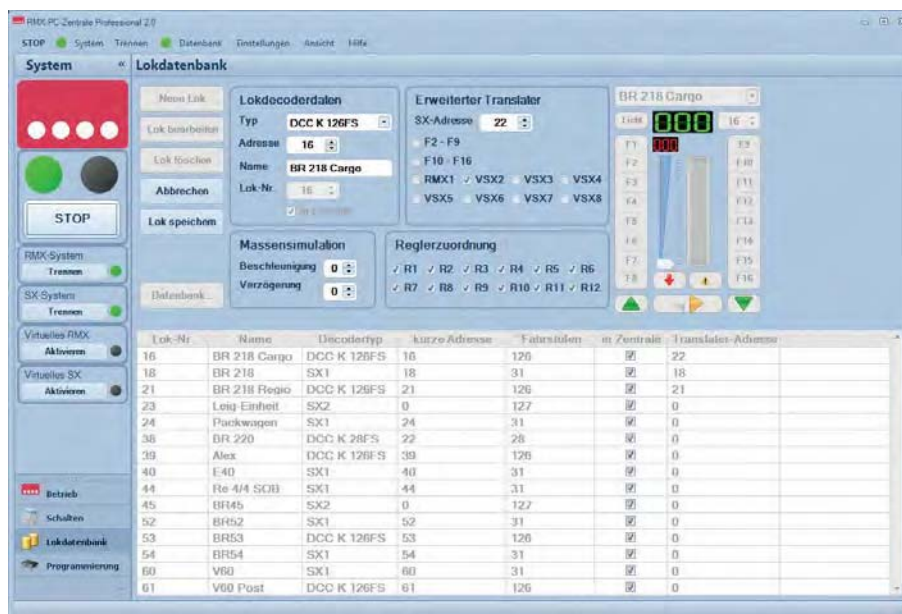 RMX-PC-Zentrale Professional 2.0
STOP System Trennen Datenbank Einstellungen Ansicht Hilfe
System «
STOP
RMX-System
Trennen
SX-System
Trennen
Virtuelles RMX
Aktivieren
Virtuelles SX
Aktivieren
Betrieb
Schalten
Lokdatenbank
Programmierung
Lokdatenbank
Neue Lok
Lok bearbeiten
Lok löschen
Abbrechen
Lok speichern
Datenbank...
Lokdecoderdaten
Typ DCC K 126FS
Adresse 16
Name BR 218 Cargo
Lok-Nr. 16
Massensimulation
Beschleunigung 0
Verzögerung 0
Erweiterter Translater
SX-Adresse 22
F2 - F9
F10 - F16
RMX1 ✓ VSX2 VSX3 VSX4
VSX5 VSX6 VSX7 VSX8
Reglerzuordnung
✓ R1 ✓ R2 ✓ R3 ✓ R4 ✓ R5 ✓ R6
✓ R7 ✓ R8 ✓ R9 ✓ R10 ✓ R11 ✓ R12
BR 218 Cargo
Licht 000 16
F1 000 F9
F2 F10
F3 F11
F4 F12
F5 F13
F6 F14
F7 F15
F8 F16
Lok-Nr. Name Decodertyp kurze Adresse Fahrstufen in Zentrale Translater-Adresse
16 BR 218 Cargo DCC K 126FS 16 126 22
18 BR 218 SX1 18 31 18
21 BR 218 Regio DCC K 126FS 21 126 21
23 Leig-Einheit SX2 0 127 0
24 Packwagen SX1 24 31 0
38 BR 220 DCC K 28FS 22 28 0
39 Alex DCC K 126FS 39 126 0
40 E40 SX1 40 31 0
44 Re 4/4 SOB SX1 44 31 0
45 BR45 SX2 0 127 0
52 BR52 SX1 52 31 0
53 BR53 DCC K 126FS 53 126 0
54 BR54 SX1 54 31 0
60 V60 SX1 60 31 0
61 V60 Post DCC K 126FS 61 126 0